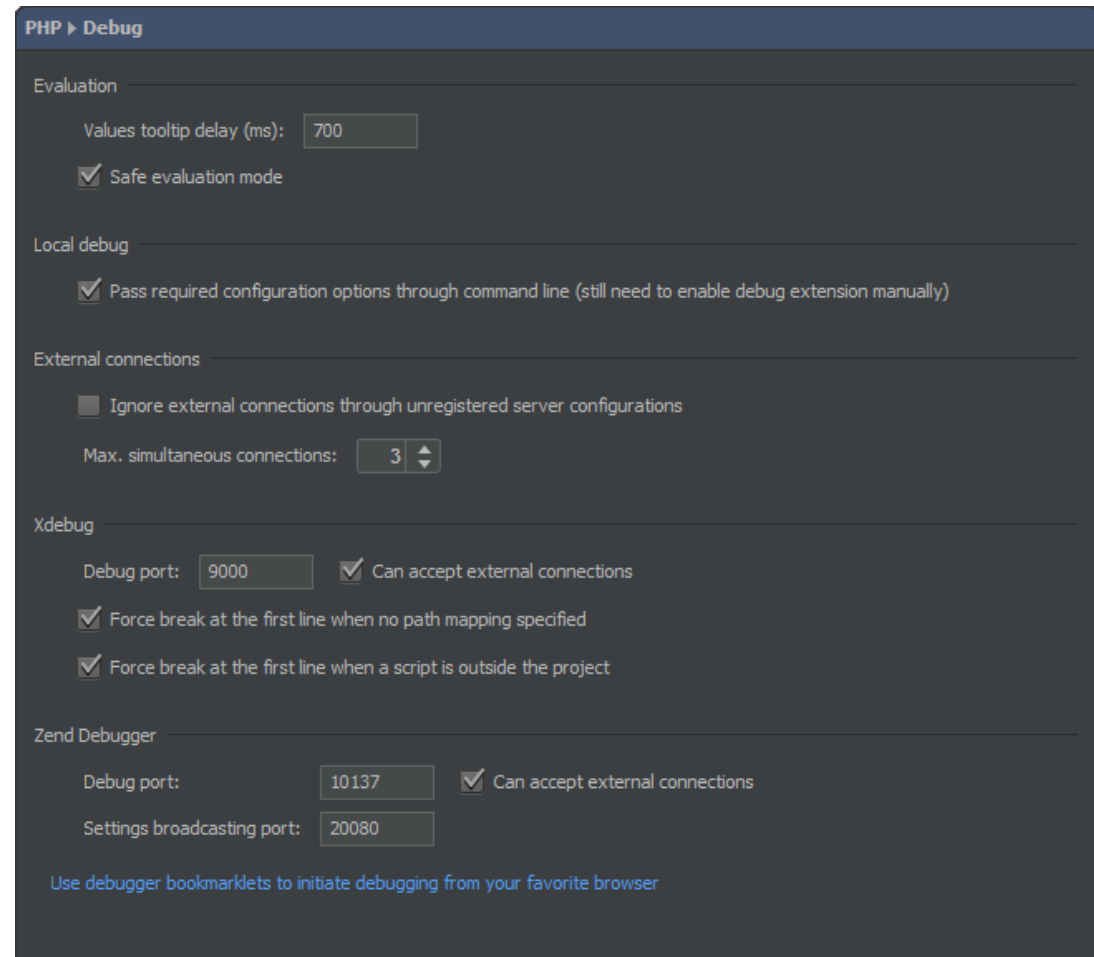 PHP ▸ Debug
Evaluation
Values tooltip delay (ms): 700
Safe evaluation mode
Local debug
Pass required configuration options through command line (still need to enable debug extension manually)
External connections
Ignore external connections through unregistered server configurations
Max. simultaneous connections: 3
Xdebug
Debug port: 9000 Can accept external connections
Force break at the first line when no path mapping specified
Force break at the first line when a script is outside the project
Zend Debugger
Debug port: 10137 Can accept external connections
Settings broadcasting port: 20080
Use debugger bookmarklets to initiate debugging from your favorite browser